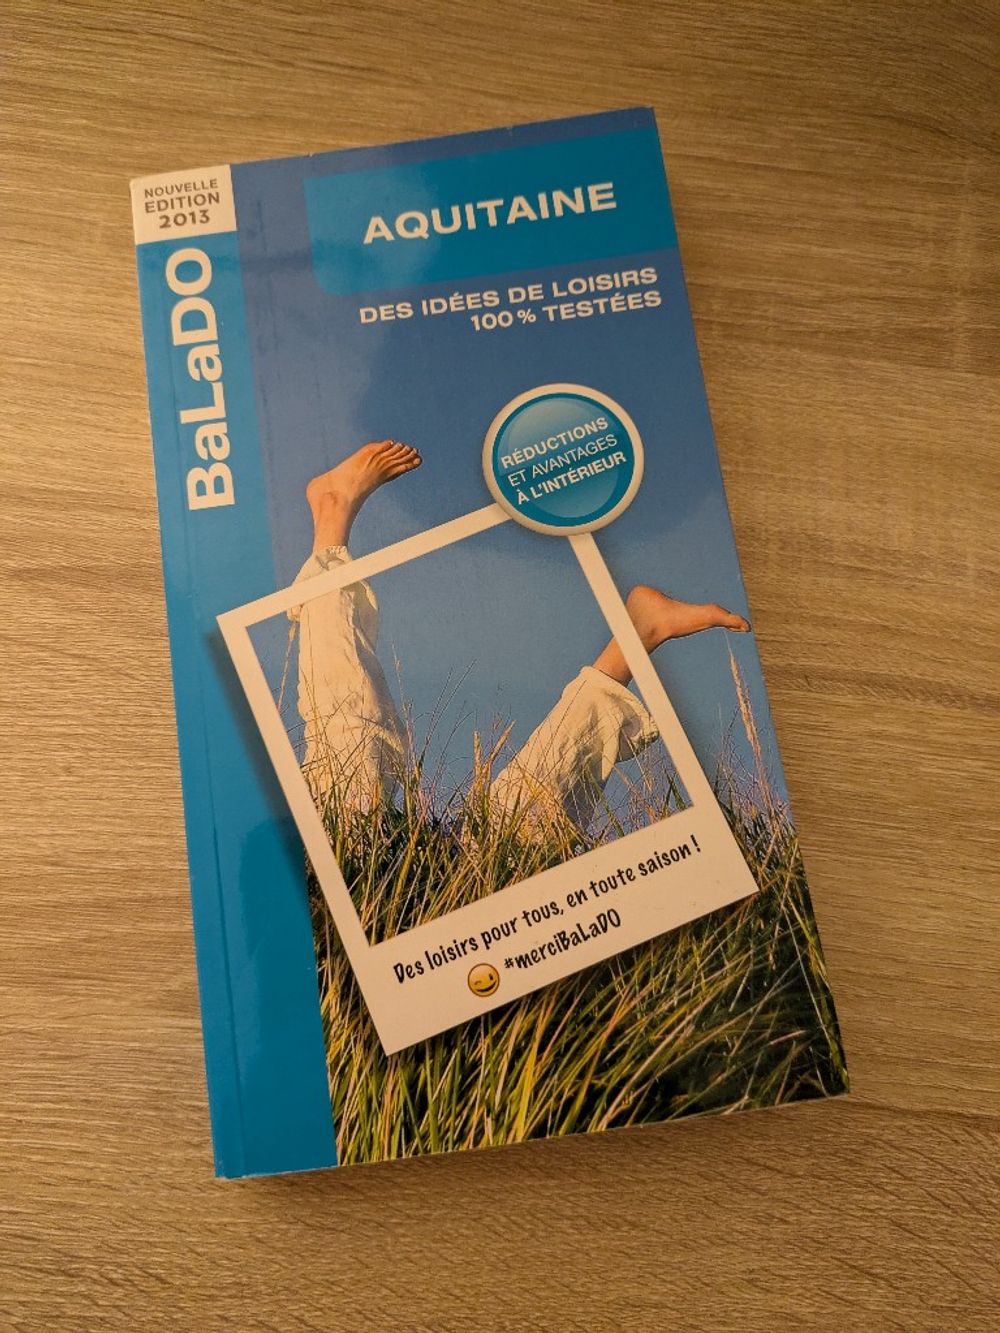 NOUVELLE
EDITION
2013
BaLaDO
AQUITAINE
DES IDÉES DE LOISIRS
100 % TESTÉES
RÉDUCTIONS
ET AVANTAGES
À L'INTÉRIEUR
Des loisirs pour tous, en toute saison !
#merciBaLaDO